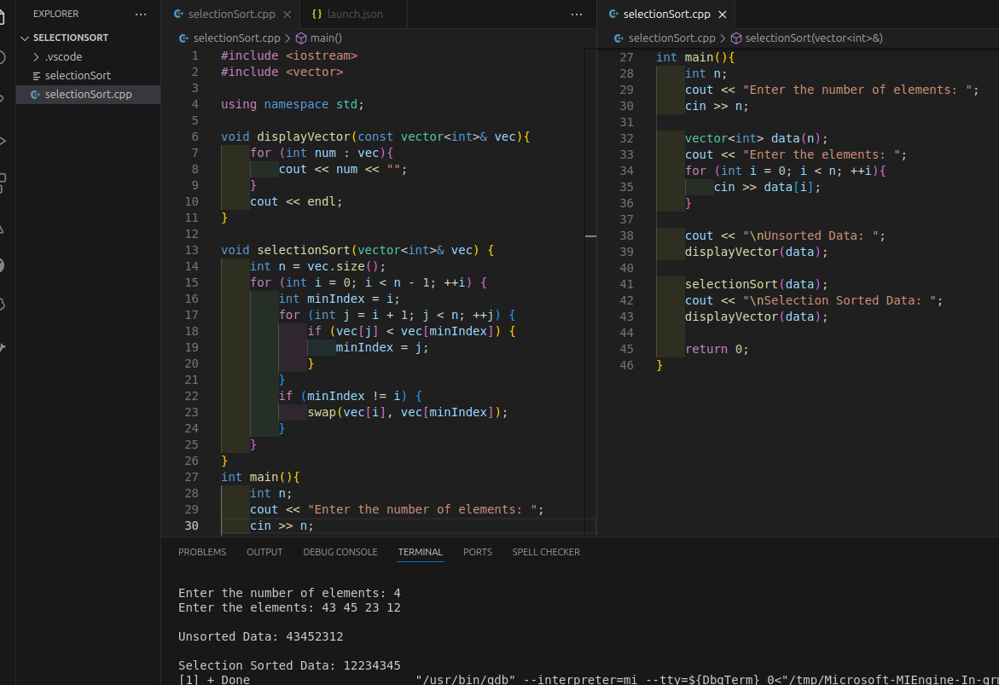 EXPLORER
SELECTIONSORT
.vscode
selectionSort
selectionSort.cpp
selectionSort.cpp
{} launch.json
selectionSort.cpp > main()
1 #include <iostream>
2 #include <vector>
3
4 using namespace std;
5
6 void displayVector(const vector<int>& vec){
7 for (int num : vec){
8 cout << num << "";
9 }
10 cout << endl;
11 }
12
13 void selectionSort(vector<int>& vec) {
14 int n = vec.size();
15 for (int i = 0; i < n - 1; ++i) {
16 int minIndex = i;
17 for (int j = i + 1; j < n; ++j) {
18 if (vec[j] < vec[minIndex]) {
19 minIndex = j;
20 }
21 }
22 if (minIndex != i) {
23 swap(vec[i], vec[minIndex]);
24 }
25 }
26 }
27 int main(){
28 int n;
29 cout << "Enter the number of elements: ";
30 cin >> n;
selectionSort.cpp
selectionSort.cpp > selectionSort(vector<int>&)
27 int main(){
28 int n;
29 cout << "Enter the number of elements: ";
30 cin >> n;
31
32 vector<int> data(n);
33 cout << "Enter the elements: ";
34 for (int i = 0; i < n; ++i){
35 cin >> data[i];
36 }
37
38 cout << "\nUnsorted Data: ";
39 displayVector(data);
40
41 selectionSort(data);
42 cout << "\nSelection Sorted Data: ";
43 displayVector(data);
44
45 return 0;
46 }
PROBLEMS OUTPUT DEBUG CONSOLE TERMINAL PORTS SPELL CHECKER
Enter the number of elements: 4
Enter the elements: 43 45 23 12
Unsorted Data: 43452312
Selection Sorted Data: 12234345
[1] + Done "/usr/bin/gdb" --interpreter=mi --tty=${DbgTerm} 0<"/tmp/Microsoft-MIEngine-In-gr